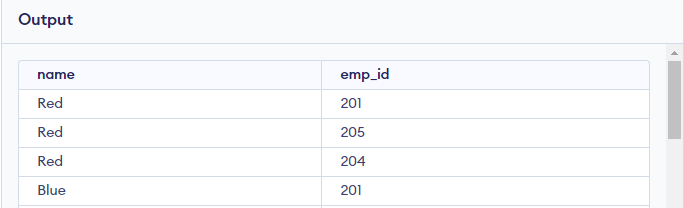 Output
name emp_id
Red 201
Red 205
Red 204
Blue 201